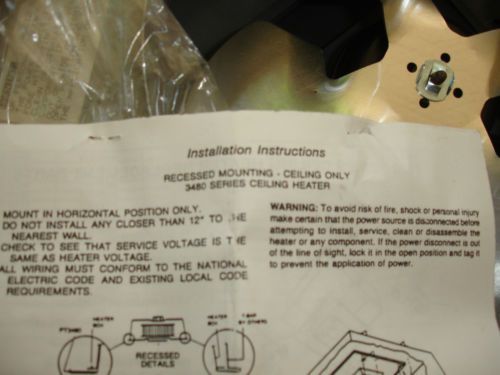 Installation Instructions
RECESSED MOUNTING - CEILING ONLY
3480 SERIES CEILING HEATER
MOUNT IN HORIZONTAL POSITION ONLY.
DO NOT INSTALL ANY CLOSER THAN 12" TO THE
NEAREST WALL.
CHECK TO SEE THAT SERVICE VOLTAGE IS THE
SAME AS HEATER VOLTAGE.
ALL WIRING MUST CONFORM TO THE NATIONAL
ELECTRIC CODE AND EXISTING LOCAL CODE
REQUIREMENTS.
WARNING: To avoid risk of fire, shock or personal injury
make certain that the power source is disconnected before
attempting to install, service, clean or disassemble the
heater or any component. If the power disconnect is out
of the line of sight, lock it in the open position and tag it
to prevent the application of power.
HEATER
BOX
PT3480
RECESSED
DETAILS
HEATER
BOX
T-BAR
BY OTHERS